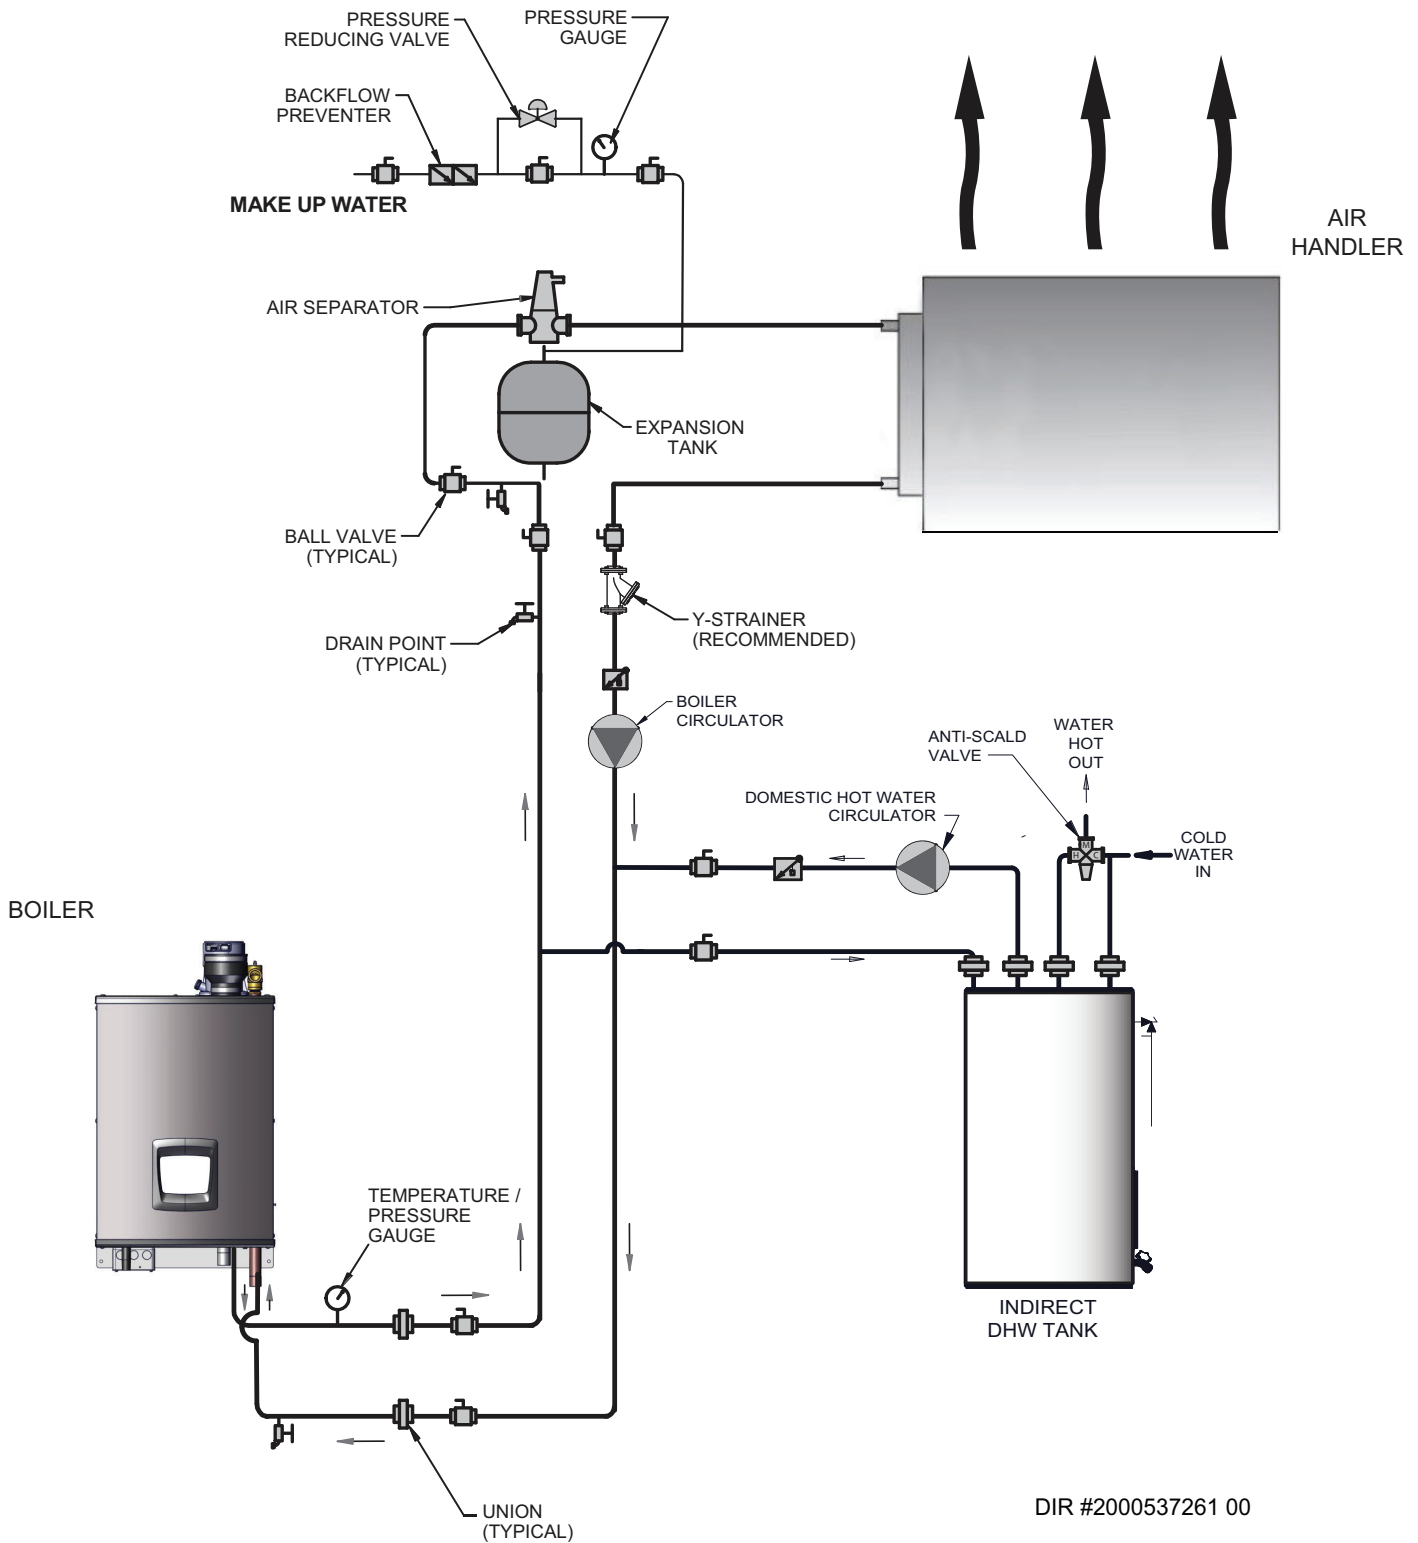 PRESSURE
REDUCING VALVE
PRESSURE
GAUGE
BACKFLOW
PREVENTER
MAKE UP WATER
AIR
HANDLER
AIR SEPARATOR
EXPANSION
TANK
BALL VALVE
(TYPICAL)
Y-STRAINER
(RECOMMENDED)
DRAIN POINT
(TYPICAL)
BOILER
CIRCULATOR
ANTI-SCALD
VALVE
WATER
HOT
OUT
DOMESTIC HOT WATER
CIRCULATOR
M
H
C
COLD
WATER
IN
BOILER
TEMPERATURE /
PRESSURE
GAUGE
INDIRECT
DHW TANK
UNION
(TYPICAL)
DIR #2000537261 00